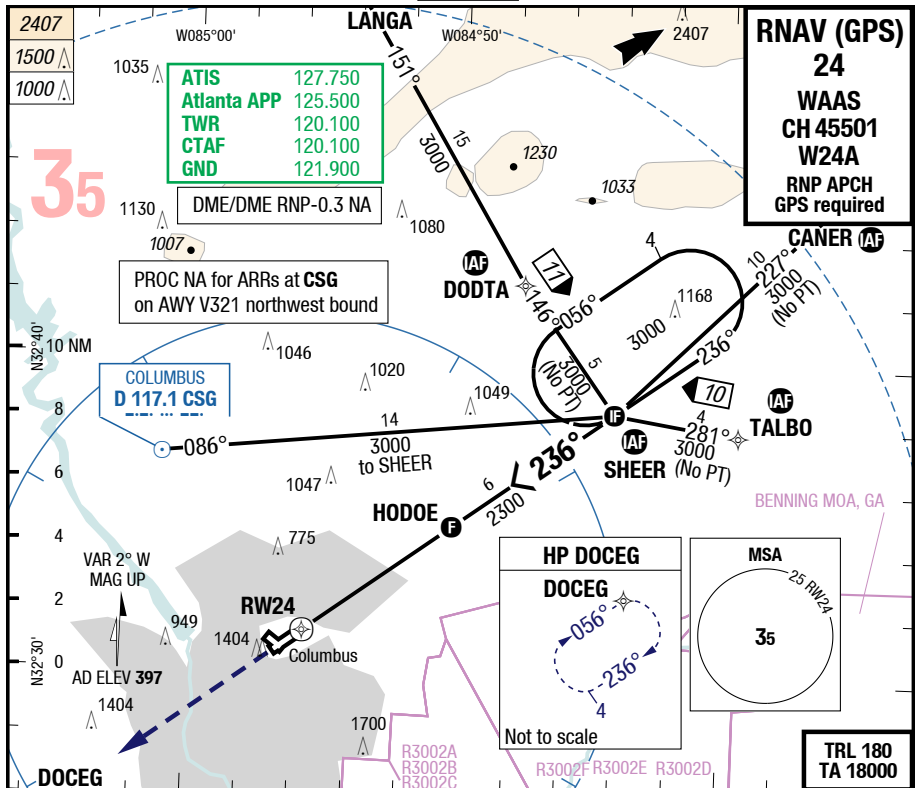 2407
1500
1000
LANGA
W085°00'
W084°50'
2407
RNAV (GPS)
24
WAAS
CH 45501
W24A
RNP APCH
GPS required
1035
ATIS 127.750
Atlanta APP 125.500
TWR 120.100
CTAF 120.100
GND 121.900
151°
15
3000
1230
35
DME/DME RNP-0.3 NA
1033
1130
1080
1007
CANER IAF
4
10
227°
3000
(No PT)
IAF
DODTA
11
PROC NA for ARRs at CSG
on AWY V321 northwest bound
146°
056°
1168
3000
236°
5
3000
(No PT)
N32°40'
10 NM
1046
1020
1049
COLUMBUS
D 117.1 CSG
10
IAF
TALBO
8
14
086°
3000
to SHEER
IF
IAF
SHEER
4
281°
3000
(No PT)
236°
6
1047
6
2300
BENNING MOA, GA
HODOE F
4
775
HP DOCEG
DOCEG
056°
236°
4
Not to scale
MSA
25 RW24
35
VAR 2° W
MAG UP
2
RW24
949
1404
Columbus
N32°30'
0
AD ELEV 397
1404
1700
DOCEG
R3002A
R3002B
R3002C
R3002F
R3002E
R3002D
TRL 180
TA 18000